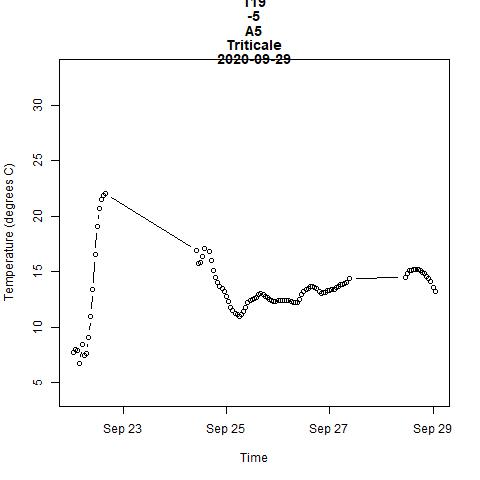 T19
-5
A5
Triticale
2020-09-29
30
25
20
15
10
5
Temperature (degrees C)
Sep 23 Sep 25 Sep 27 Sep 29
Time